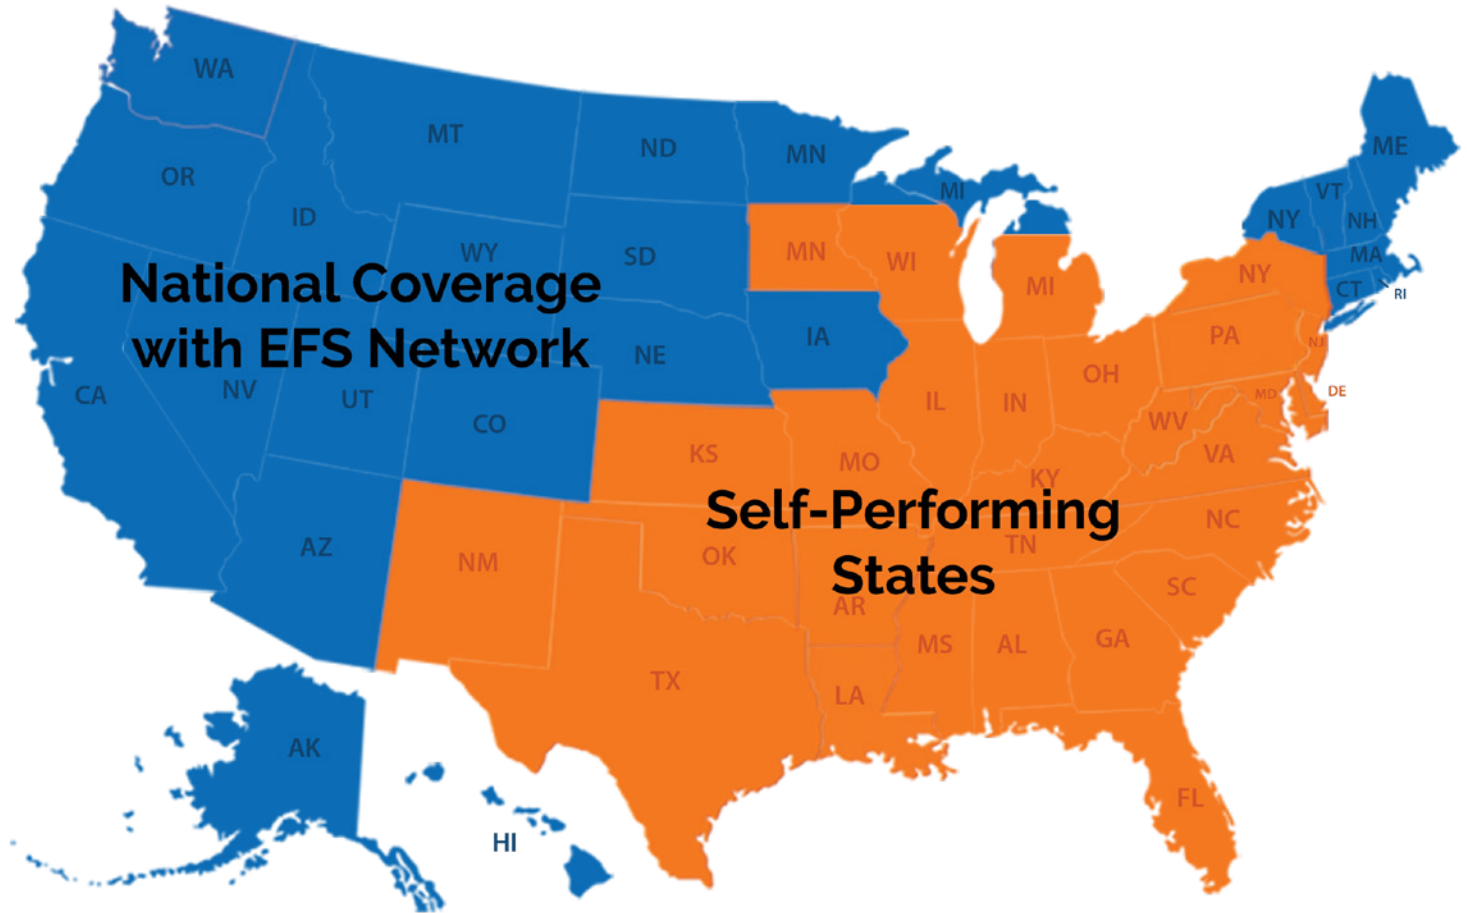 WA
MT
ND
MN
MI
ME
OR
ID
WY
SD
VT
NY
NH
MA
CT
RI
National Coverage
with EFS Network
CA
NV
UT
CO
NE
IA
AZ
AK
HI
MN
WI
MI
NY
PA
NJ
OH
IN
IL
MD
DE
WV
VA
KS
MO
KY
Self-Performing
States
NC
TN
OK
NM
AR
SC
MS
AL
GA
TX
LA
FL